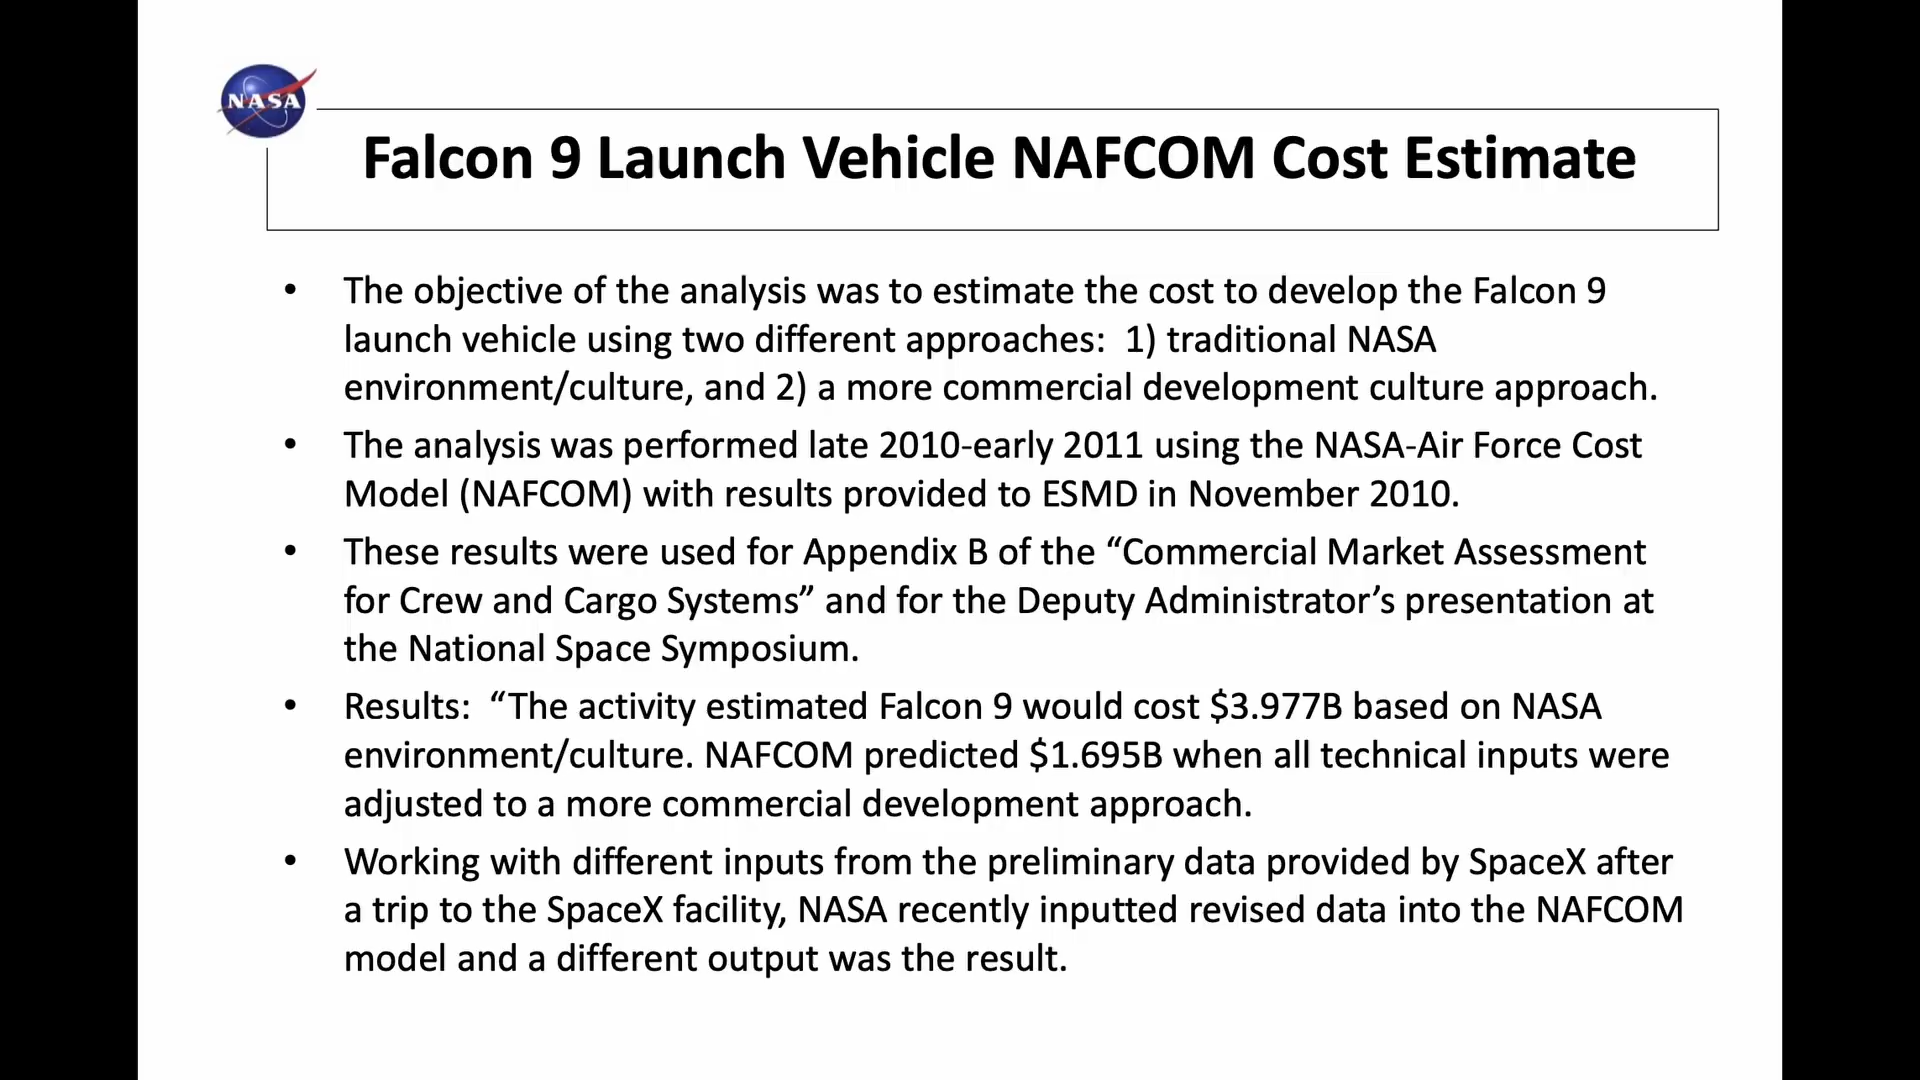 NASA
Falcon 9 Launch Vehicle NAFCOM Cost Estimate
• The objective of the analysis was to estimate the cost to develop the Falcon 9
launch vehicle using two different approaches:  1) traditional NASA
environment/culture, and 2) a more commercial development culture approach.
• The analysis was performed late 2010-early 2011 using the NASA-Air Force Cost
Model (NAFCOM) with results provided to ESMD in November 2010.
• These results were used for Appendix B of the “Commercial Market Assessment
for Crew and Cargo Systems” and for the Deputy Administrator’s presentation at
the National Space Symposium.
• Results:  “The activity estimated Falcon 9 would cost $3.977B based on NASA
environment/culture. NAFCOM predicted $1.695B when all technical inputs were
adjusted to a more commercial development approach.
• Working with different inputs from the preliminary data provided by SpaceX after
a trip to the SpaceX facility, NASA recently inputted revised data into the NAFCOM
model and a different output was the result.